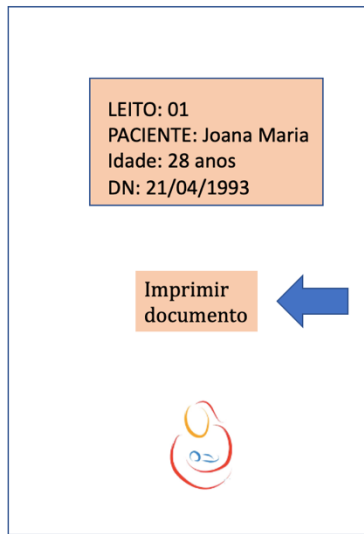 LEITO: 01
PACIENTE: Joana Maria
Idade: 28 anos
DN: 21/04/1993
Imprimir
documento